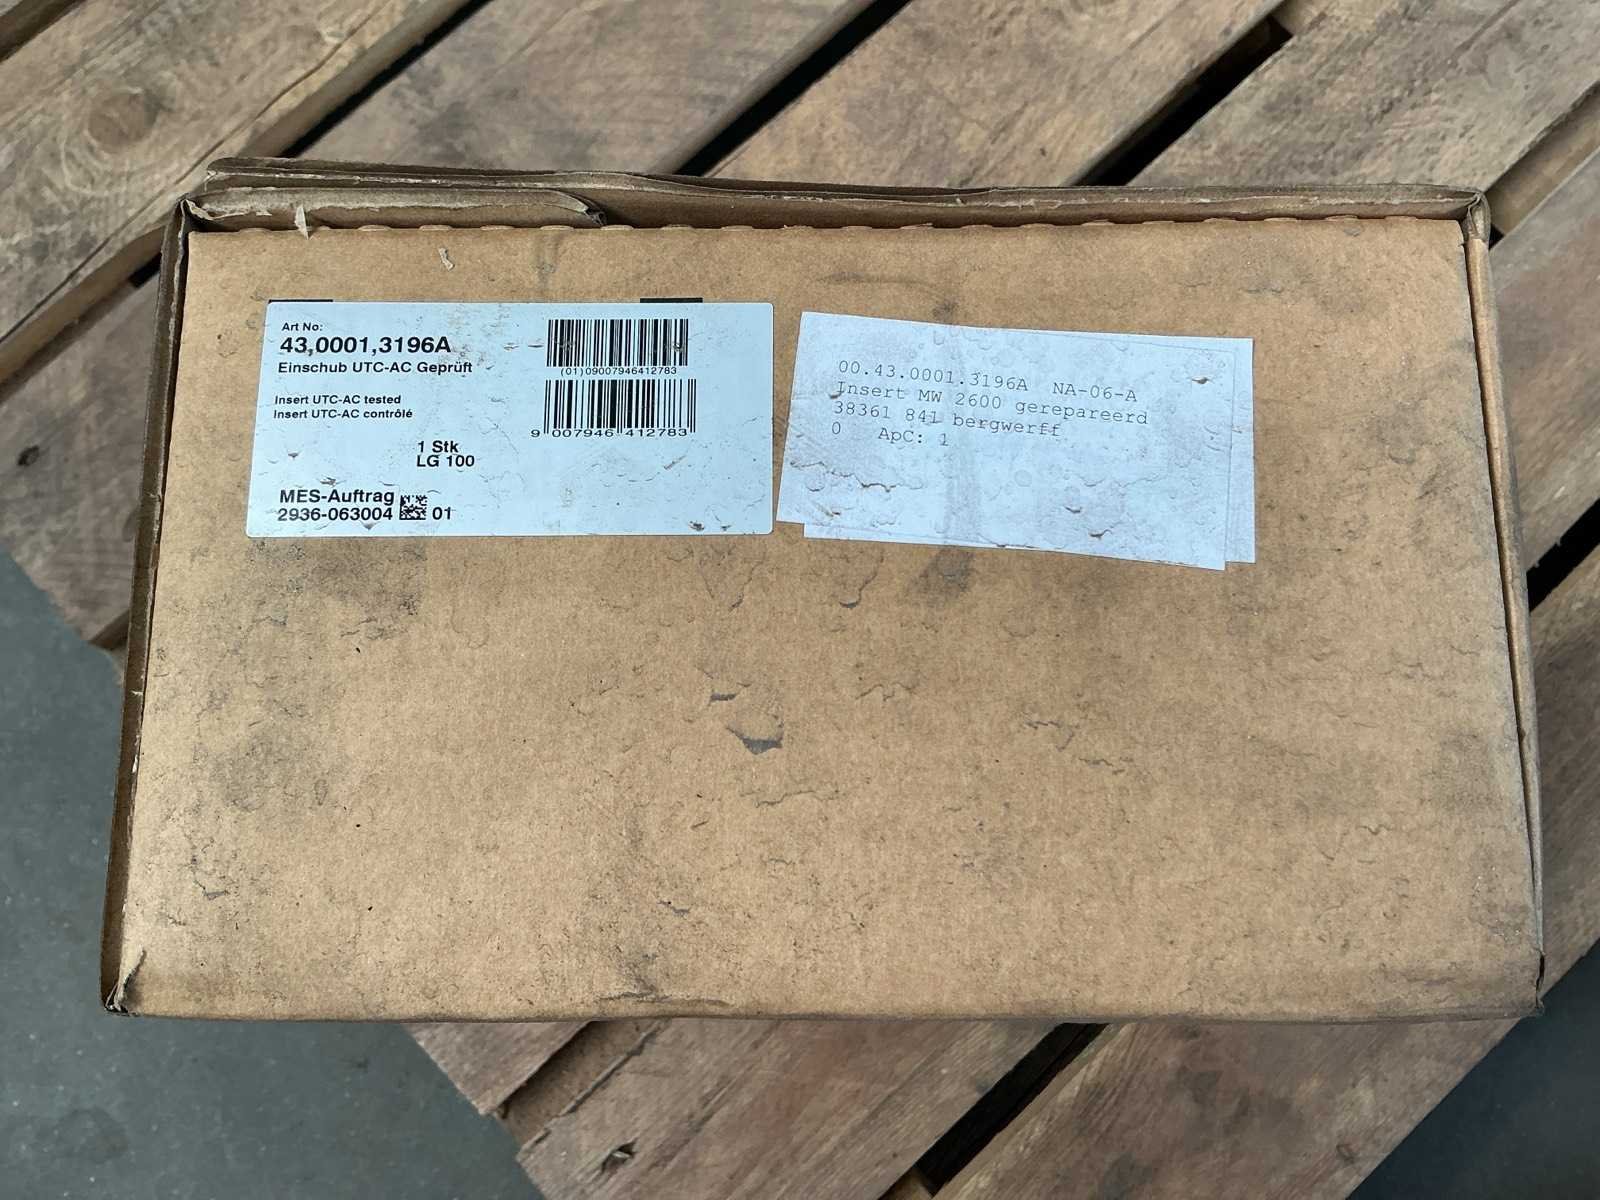 Art No:
43,0001,3196A
Einschub UTC-AC Geprüft
Insert UTC-AC tested
Insert UTC-AC contrôlé
1 Stk
LG 100
MES-Auftrag
2936-063004 01
(01)09007946412783
9 007946 412783
00.43.0001.3196A NA-06-A
Insert MW 2600 gerepareerd
38361 841 bergwerff
0 ApC: 1